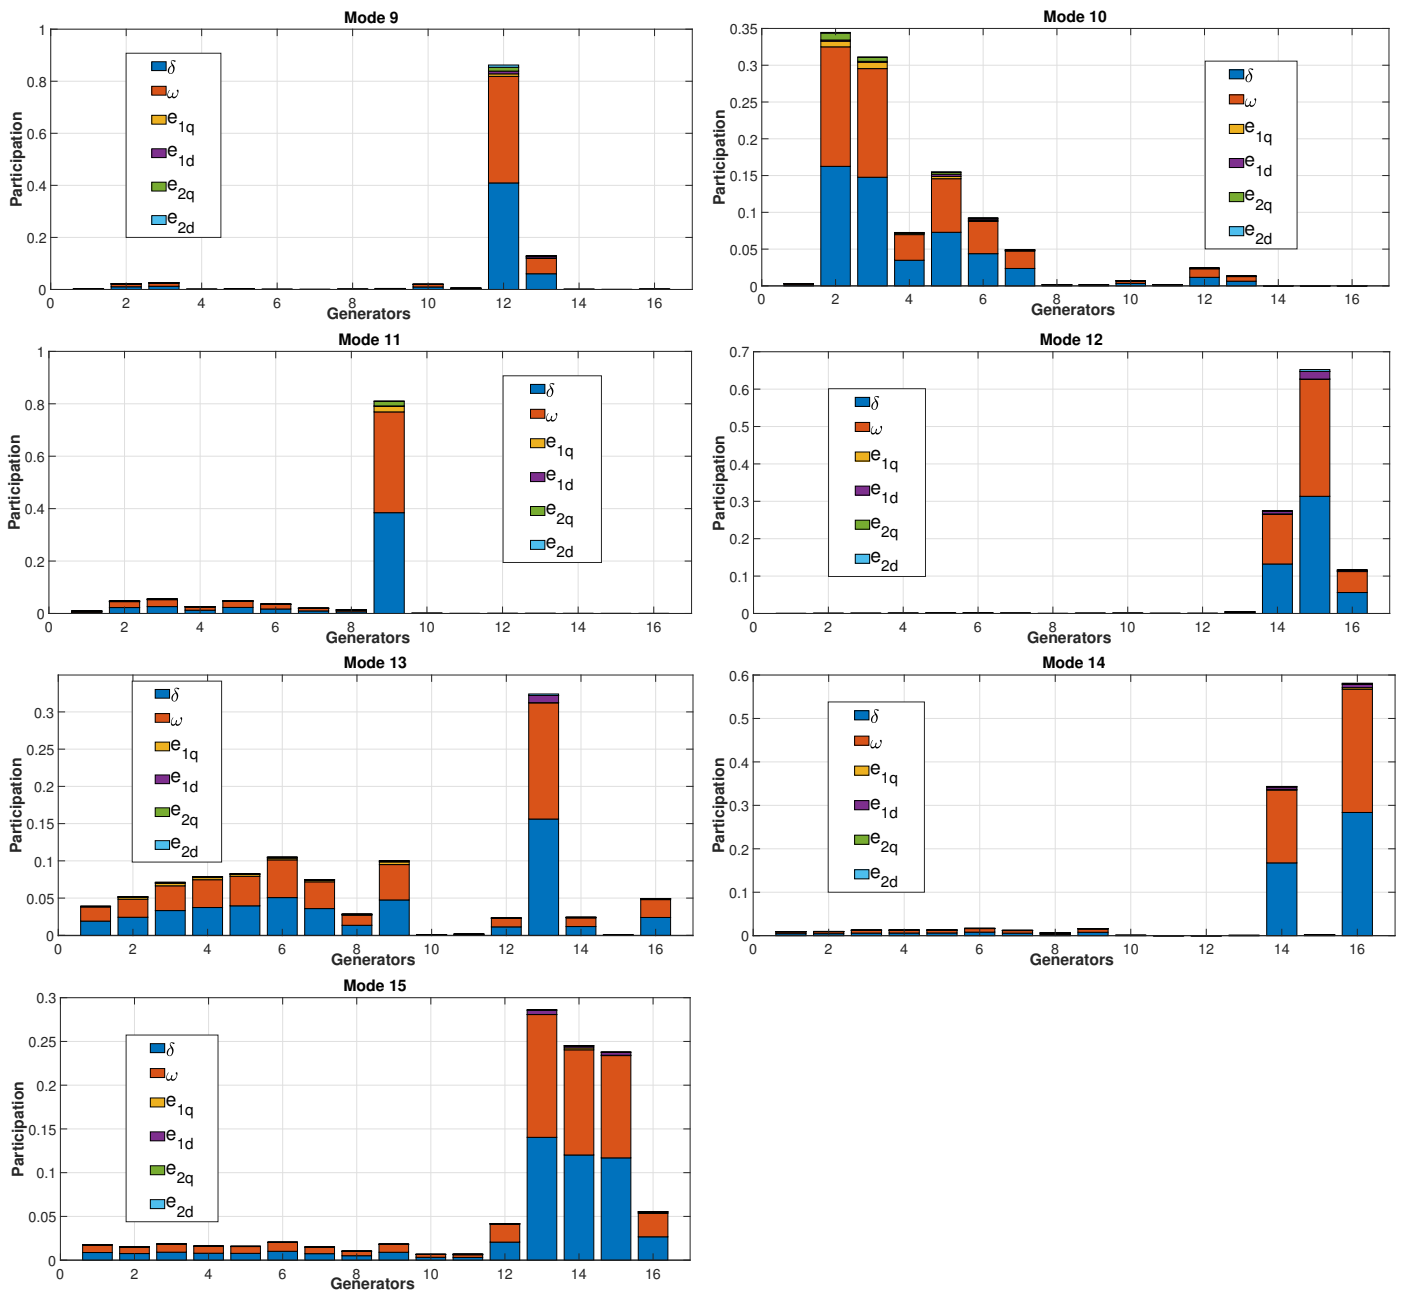 Mode 9
1
0.8
0.6
0.4
0.2
0
Participation
δ
ω
e1q
e1d
e2q
e2d
0 2 4 6 8 10 12 14 16
Generators
Mode 10
0.35
0.3
0.25
0.2
0.15
0.1
0.05
0
Participation
δ
ω
e1q
e1d
e2q
e2d
0 2 4 6 8 10 12 14 16
Generators
Mode 11
1
0.8
0.6
0.4
0.2
0
Participation
δ
ω
e1q
e1d
e2q
e2d
0 2 4 6 8 10 12 14 16
Generators
Mode 12
0.7
0.6
0.5
0.4
0.3
0.2
0.1
0
Participation
δ
ω
e1q
e1d
e2q
e2d
0 2 4 6 8 10 12 14 16
Generators
Mode 13
0.3
0.25
0.2
0.15
0.1
0.05
0
Participation
δ
ω
e1q
e1d
e2q
e2d
0 2 4 6 8 10 12 14 16
Generators
Mode 14
0.6
0.5
0.4
0.3
0.2
0.1
0
Participation
δ
ω
e1q
e1d
e2q
e2d
0 2 4 6 8 10 12 14 16
Generators
Mode 15
0.3
0.25
0.2
0.15
0.1
0.05
0
Participation
δ
ω
e1q
e1d
e2q
e2d
0 2 4 6 8 10 12 14 16
Generators